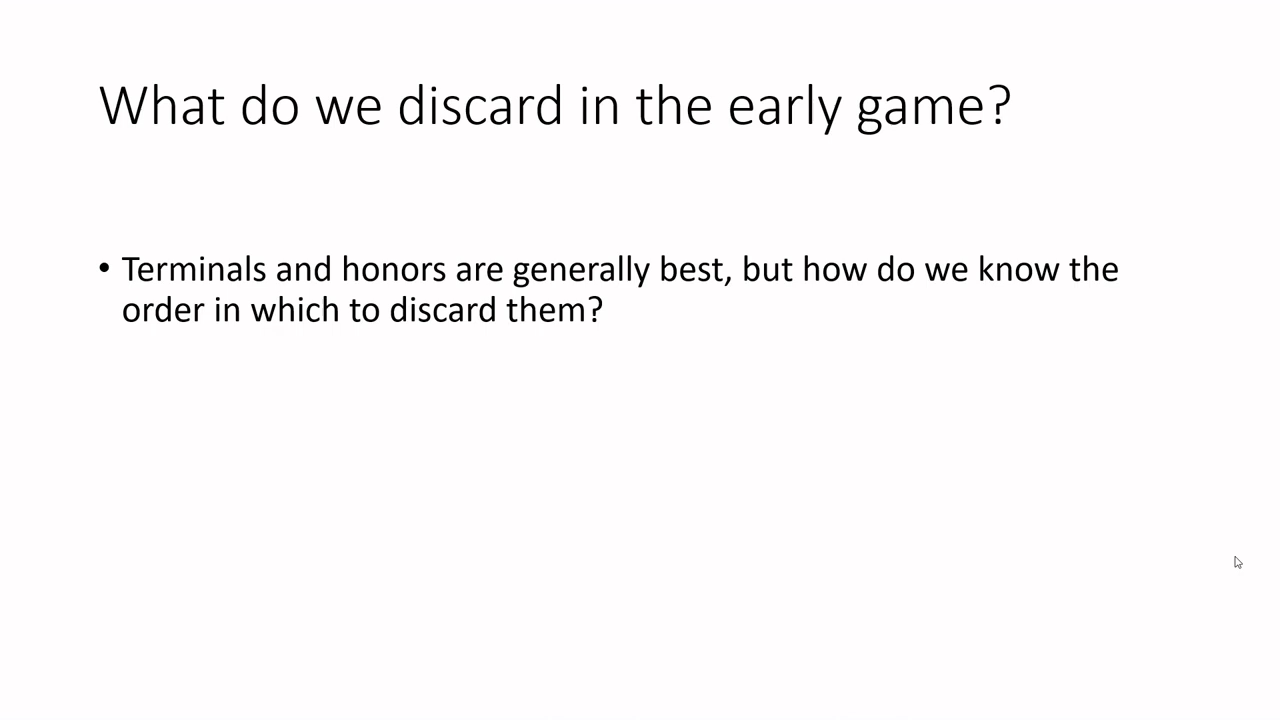 What do we discard in the early game?
• Terminals and honors are generally best, but how do we know the
order in which to discard them?